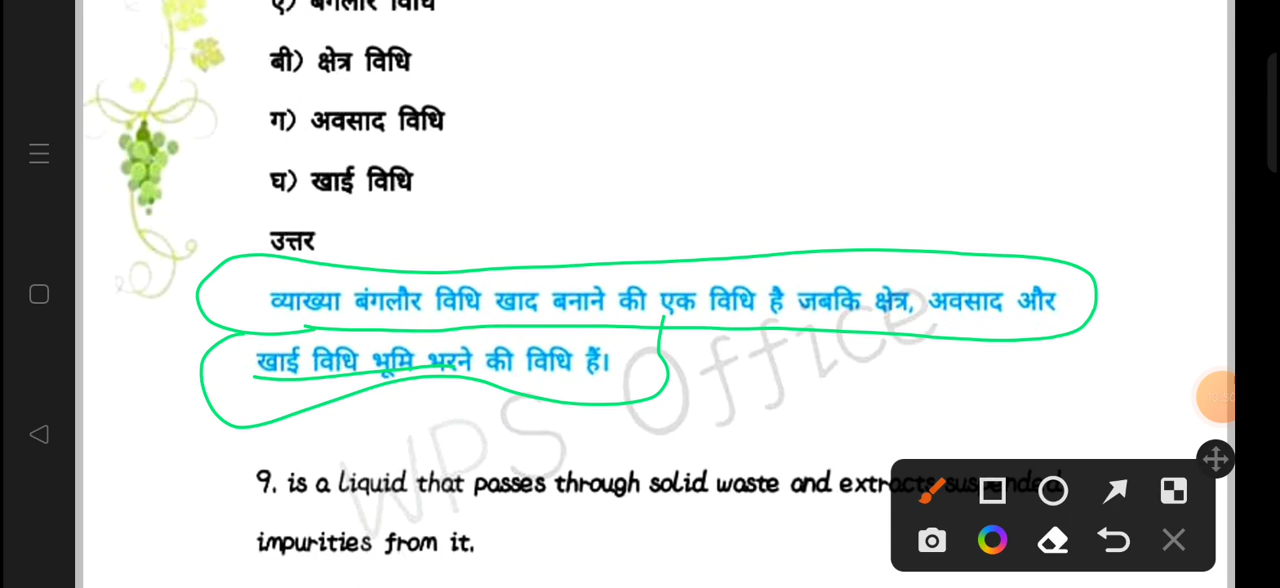 ए) बंगलौर विधि
बी) क्षेत्र विधि
ग) अवसाद विधि
घ) खाई विधि
उत्तर
व्याख्या बंगलौर विधि खाद बनाने की एक विधि है जबकि क्षेत्र, अवसाद और
खाई विधि भूमि भरने की विधि हैं।
WPS Office
9. is a liquid that passes through solid waste and extracts suspended
impurities from it.